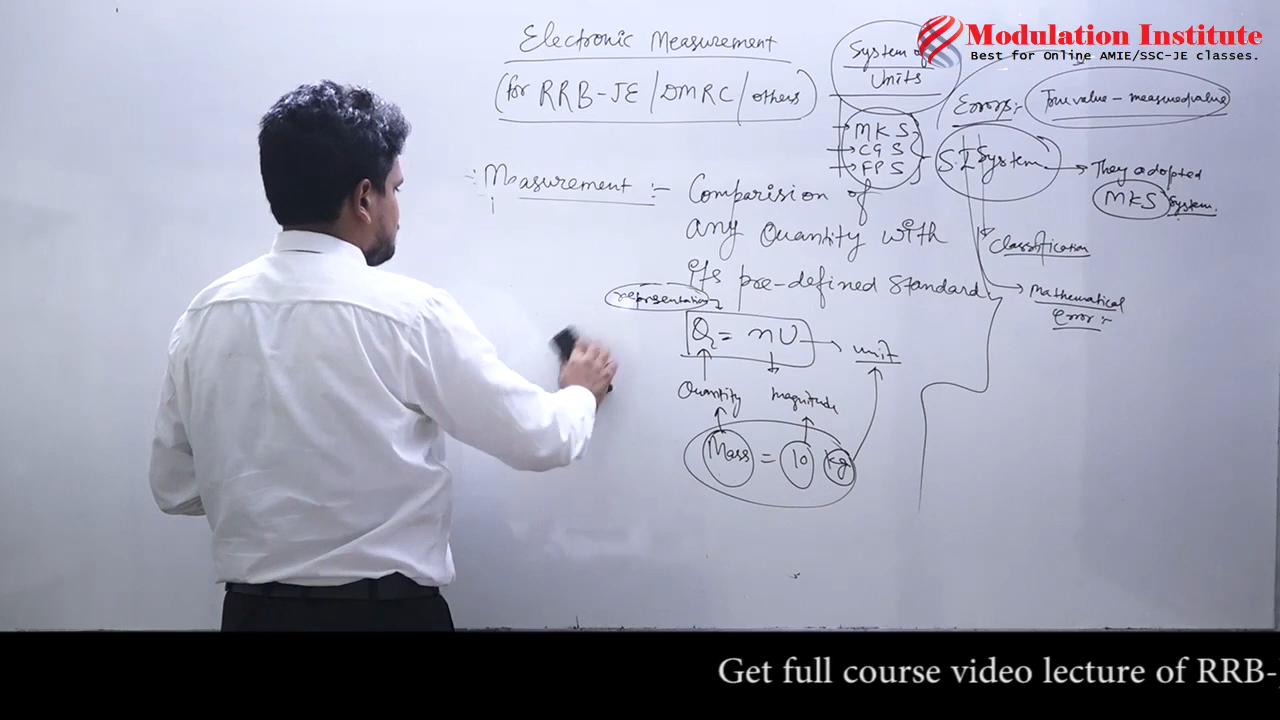 Modulation Institute
Best for Online AMIE/SSC-JE classes.
Electronic Measurement
(for RRB-JE/DMRC/others)
System of
Units
MKS
CGS
FPS
Errors:-
True value - measured value
SI System
They adopted
MKS System.
Classification
Mathematical
Error:-
Measurement :- Comparision of
any Quantity with
its pre-defined Standard
representation
Q = nU
unit
Quantity
magnitude
Mass = 10 kg
Get full course video lecture of RRB-